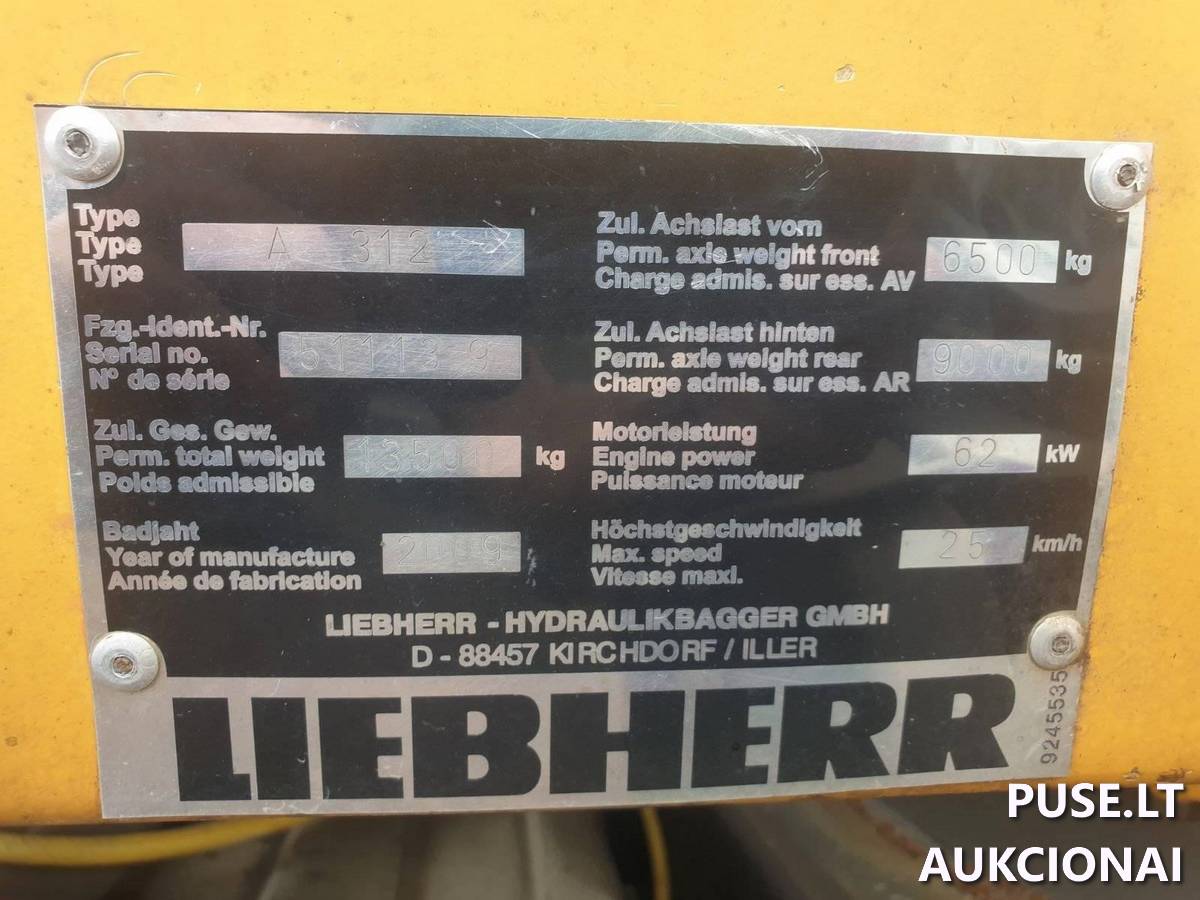 Type
Type A 312
Type
Fzg.-Ident.-Nr.
Serial no.
N° de série
Zul. Ges. Gew.
Perm. total weight 13500 kg
Poids admissible
Badjaht
Year of manufacture 2009
Année de fabrication
Zul. Achslast vorn
Perm. axle weight front 6500 kg
Charge admis. sur ess. AV
Zul. Achslast hinten
Perm. axle weight rear 9000 kg
Charge admis. sur ess. AR
Motorleistung
Engine power 62 kW
Puissance moteur
Höchstgeschwindigkeit
Max. speed 25 km/h
Vitesse maxi.
LIEBHERR - HYDRAULIKBAGGER GMBH
D - 88457 KIRCHDORF / ILLER
LIEBHERR
9245535
PUSE.LT
AUKCIONAI